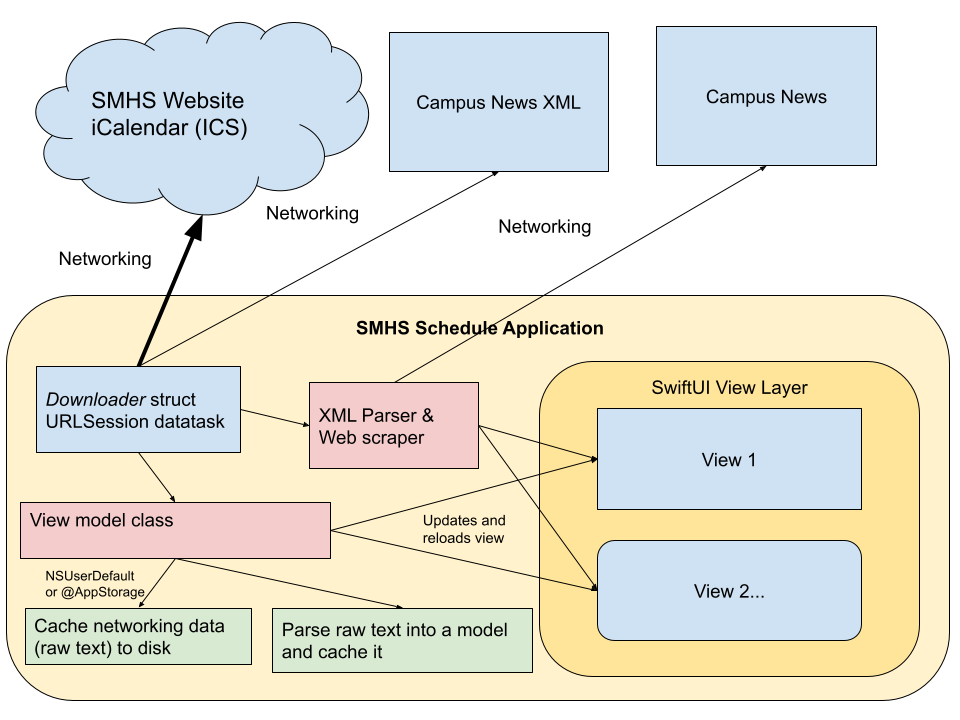 SMHS Website
iCalendar (ICS)
Campus News XML
Campus News
Networking
Networking
Networking
SMHS Schedule Application
Downloader struct
URLSession datatask
XML Parser &
Web scraper
SwiftUI View Layer
View 1
View model class
Updates and
reloads view
NSUserDefault
or @AppStorage
View 2...
Cache networking data
(raw text) to disk
Parse raw text into a model
and cache it